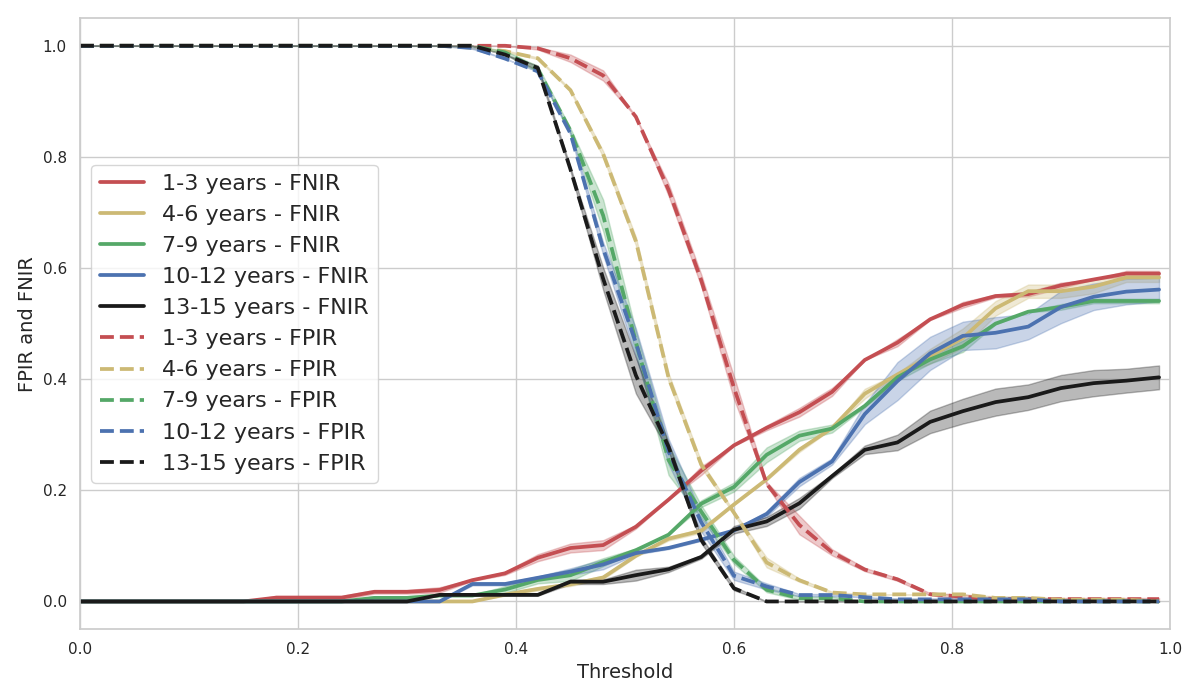 FPIR and FNIR
1.0
0.8
0.6
0.4
0.2
0.0
1-3 years - FNIR
4-6 years - FNIR
7-9 years - FNIR
10-12 years - FNIR
13-15 years - FNIR
1-3 years - FPIR
4-6 years - FPIR
7-9 years - FPIR
10-12 years - FPIR
13-15 years - FPIR
0.0 0.2 0.4 0.6 0.8 1.0
Threshold